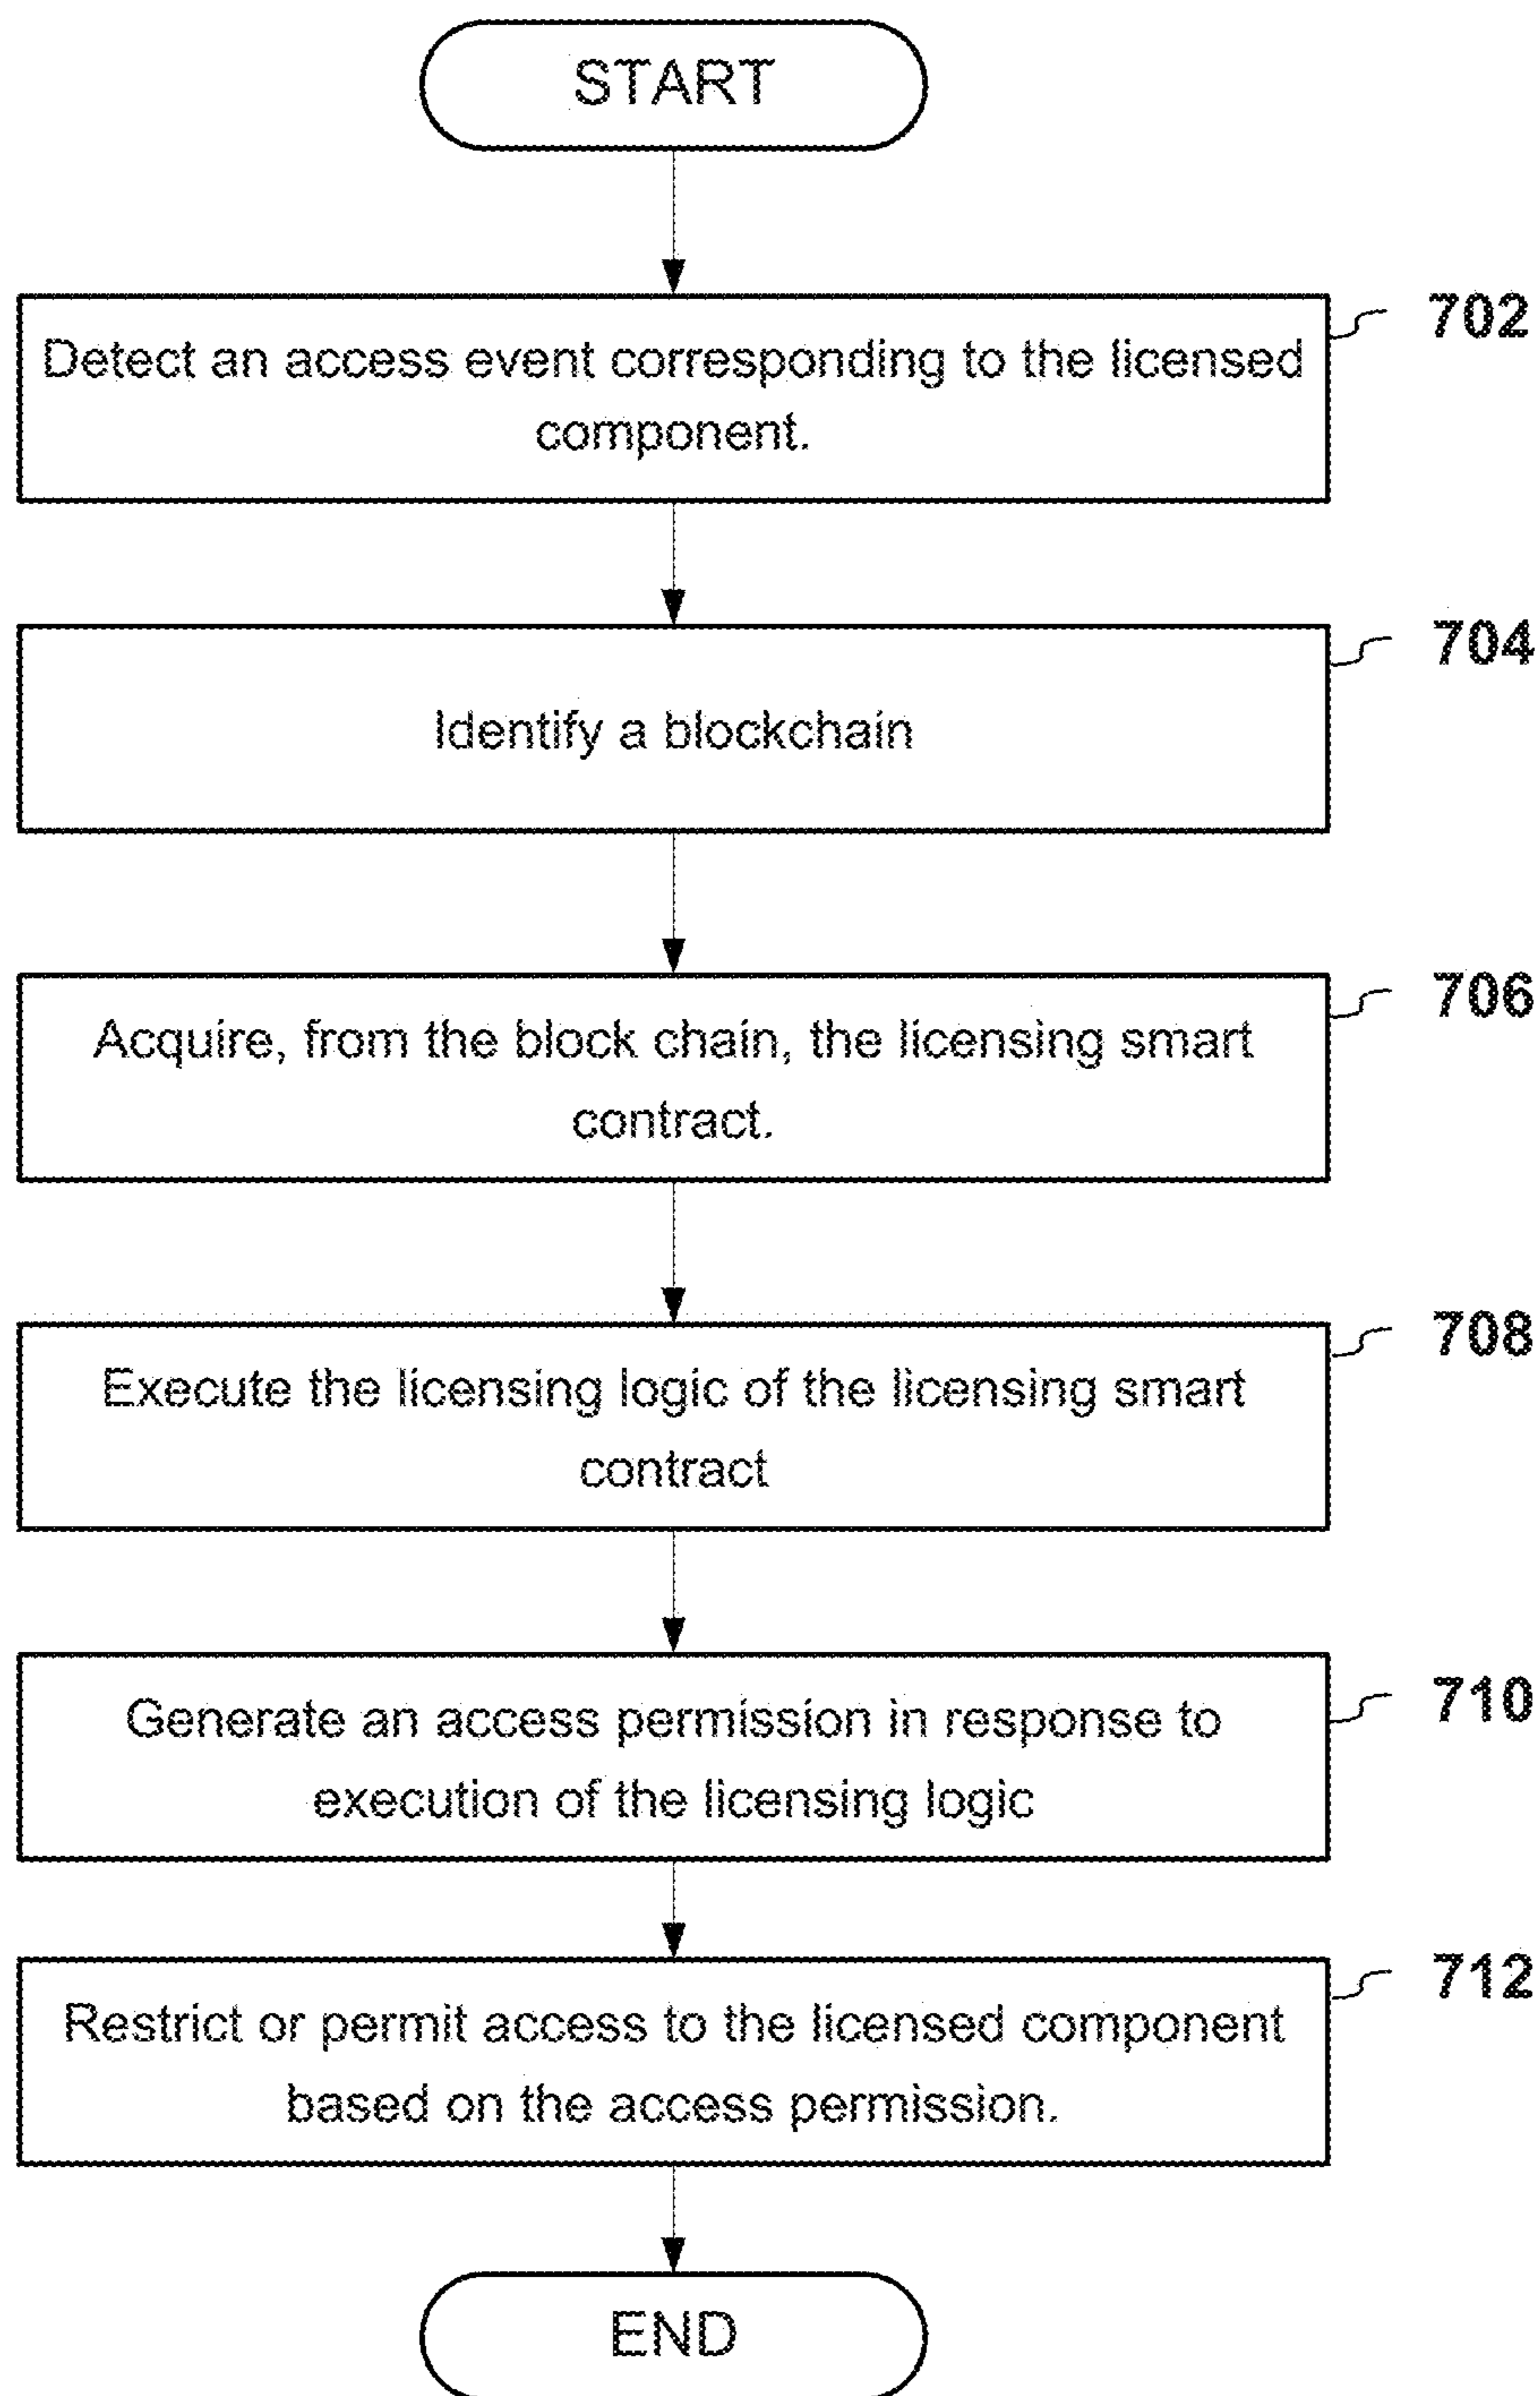 START
702
Detect an access event corresponding to the licensed
component.
704
Identify a blockchain
706
Acquire, from the block chain, the licensing smart
contract.
708
Execute the licensing logic of the licensing smart
contract
710
Generate an access permission in response to
execution of the licensing logic
712
Restrict or permit access to the licensed component
based on the access permission.
END